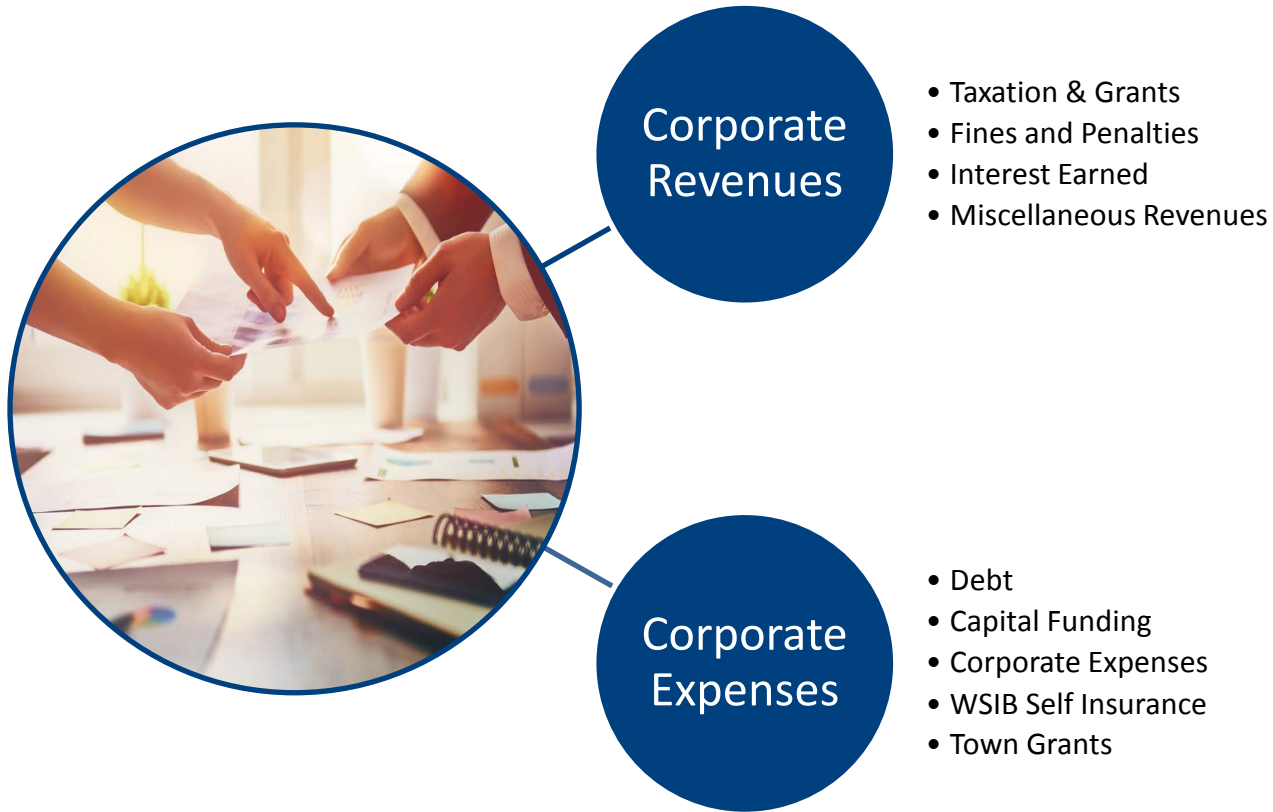 Corporate
Revenues
• Taxation & Grants
• Fines and Penalties
• Interest Earned
• Miscellaneous Revenues
Corporate
Expenses
• Debt
• Capital Funding
• Corporate Expenses
• WSIB Self Insurance
• Town Grants